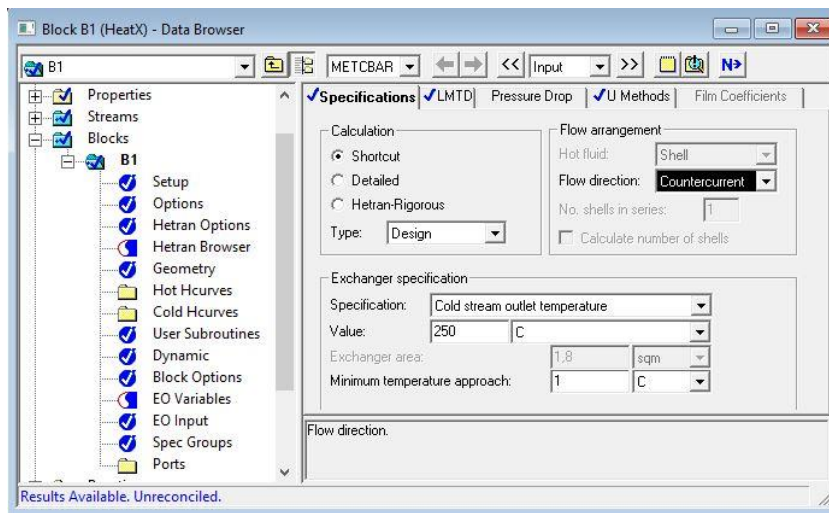 Block B1 (HeatX) - Data Browser
B1 METCBAR << Input >> N>
Properties
Streams
Blocks
B1
Setup
Options
Hetran Options
Hetran Browser
Geometry
Hot Hcurves
Cold Hcurves
User Subroutines
Dynamic
Block Options
EO Variables
EO Input
Spec Groups
Ports
Specifications LMTD Pressure Drop U Methods Film Coefficients
Calculation
Shortcut
Detailed
Hetran-Rigorous
Type: Design
Flow arrangement
Hot fluid: Shell
Flow direction: Countercurrent
No. shells in series: 1
Calculate number of shells
Exchanger specification
Specification: Cold stream outlet temperature
Value: 250 C
Exchanger area: 1,8 sqm
Minimum temperature approach: 1 C
Flow direction.
Results Available. Unreconciled.